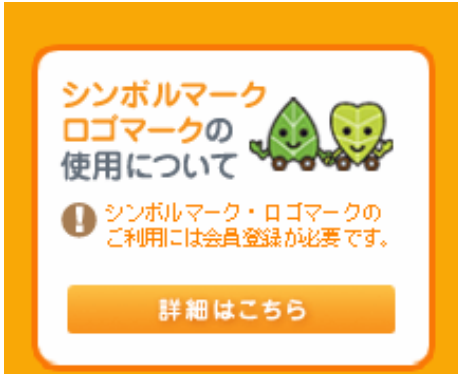 シンボルマーク
ロゴマークの
使用について
シンボルマーク・ロゴマークの
ご利用には会員登録が必要です。
詳細はこちら